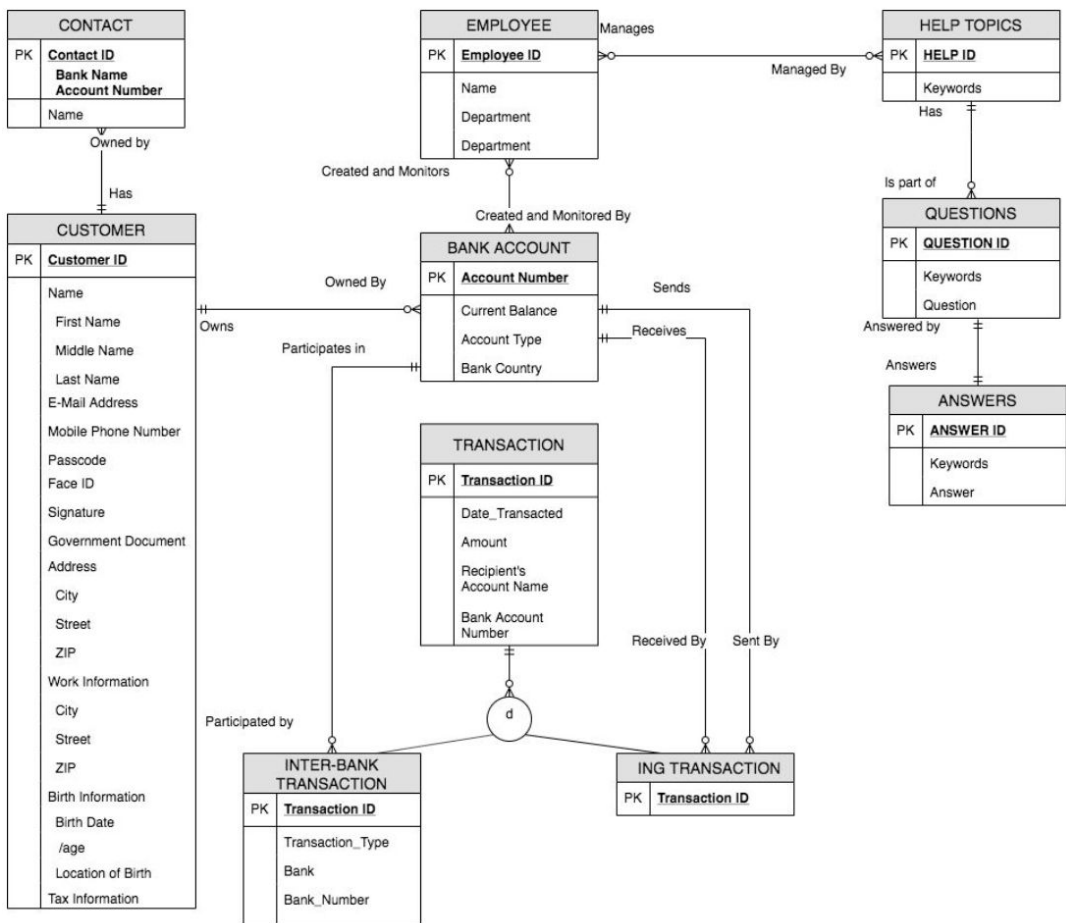 CONTACT
PK Contact ID
Bank Name
Account Number
Name
Owned by
Has
CUSTOMER
PK Customer ID
Name
First Name
Middle Name
Last Name
E-Mail Address
Mobile Phone Number
Passcode
Face ID
Signature
Government Document
Address
City
Street
ZIP
Work Information
City
Street
ZIP
Birth Information
Birth Date
/age
Location of Birth
Tax Information
EMPLOYEE
PK Employee ID
Name
Department
Department
Manages
Managed By
Created and Monitors
Created and Monitored By
BANK ACCOUNT
PK Account Number
Current Balance
Account Type
Bank Country
Owned By
Owns
Participates in
Sends
Receives
TRANSACTION
PK Transaction ID
Date_Transacted
Amount
Recipient's
Account Name
Bank Account
Number
Received By
Sent By
d
Participated by
INTER-BANK
TRANSACTION
PK Transaction ID
Transaction_Type
Bank
Bank_Number
ING TRANSACTION
PK Transaction ID
HELP TOPICS
PK HELP ID
Keywords
Has
Is part of
QUESTIONS
PK QUESTION ID
Keywords
Question
Answered by
Answers
ANSWERS
PK ANSWER ID
Keywords
Answer